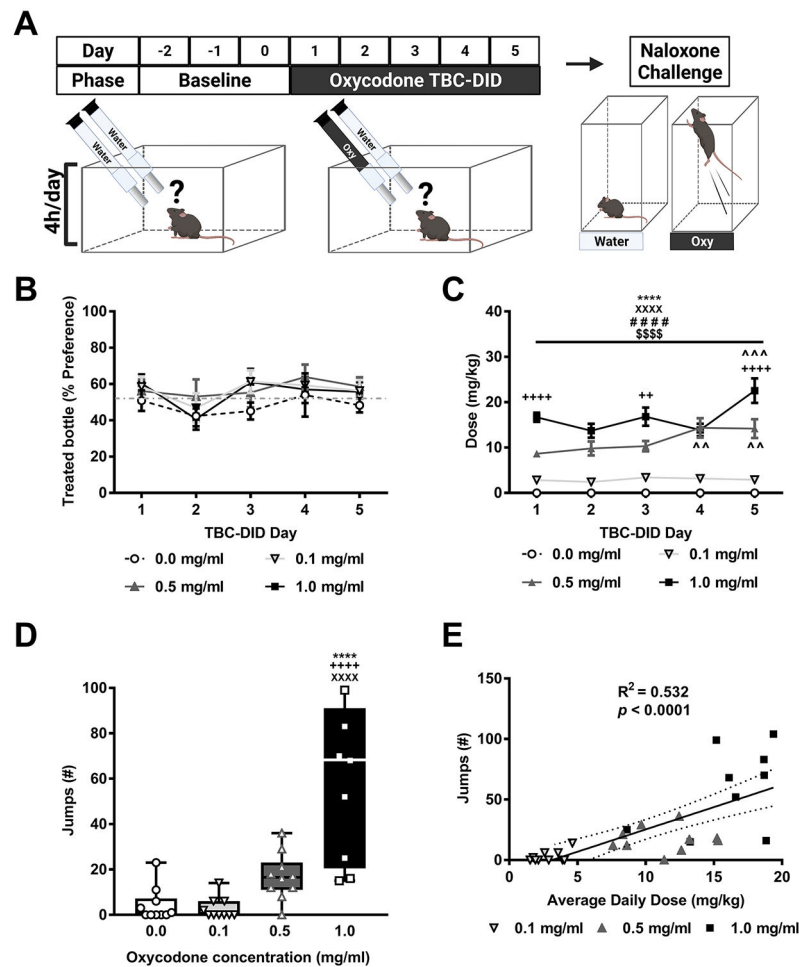 A
Day -2 -1 0 1 2 3 4 5
Phase Baseline Oxycodone TBC-DID
Naloxone
Challenge
4h/day
Water
Water
?
Oxy
Water
?
Water
Oxy
B
Treated bottle (% Preference)
100
80
60
40
20
0
1 2 3 4 5
TBC-DID Day
0.0 mg/ml 0.1 mg/ml
0.5 mg/ml 1.0 mg/ml
C
Dose (mg/kg)
40
30
20
10
0
****
XXXX
####
$$$$
++++
++
^^^
++++
^^
^^
1 2 3 4 5
TBC-DID Day
0.0 mg/ml 0.1 mg/ml
0.5 mg/ml 1.0 mg/ml
D
Jumps (#)
100
80
60
40
20
0
****
++++
XXXX
0.0 0.1 0.5 1.0
Oxycodone concentration (mg/ml)
E
Jumps (#)
150
100
50
0
R² = 0.532
p < 0.0001
0 5 10 15 20
Average Daily Dose (mg/kg)
0.1 mg/ml 0.5 mg/ml 1.0 mg/ml